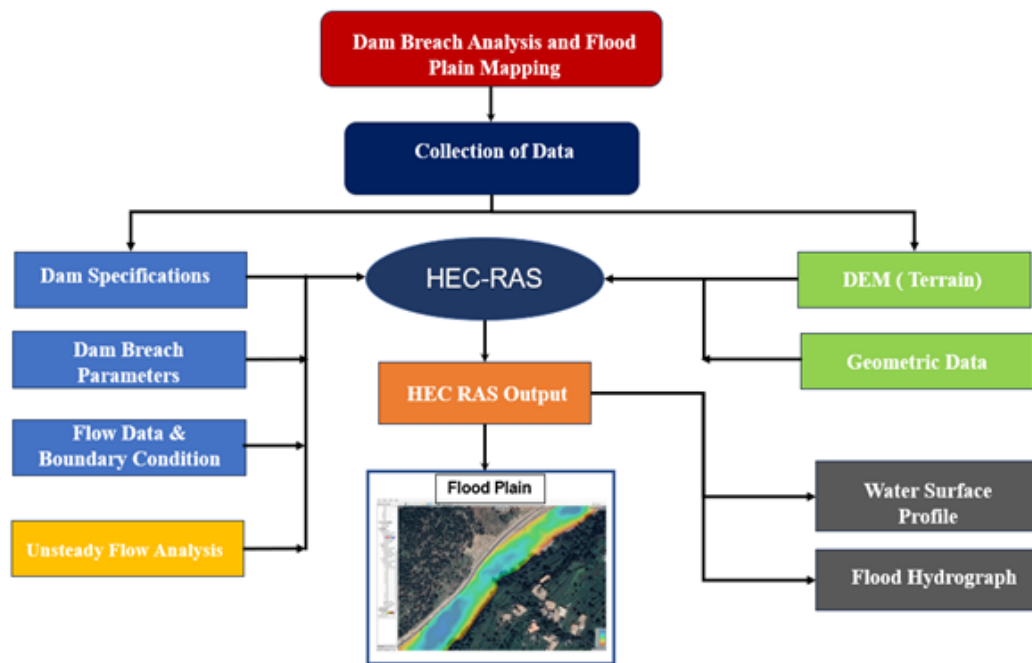 Dam Breach Analysis and Flood
Plain Mapping
Collection of Data
Dam Specifications
HEC-RAS
DEM ( Terrain)
Dam Breach
Parameters
Geometric Data
HEC RAS Output
Flow Data &
Boundary Condition
Flood Plain
Water Surface
Profile
Unsteady Flow Analysis
Flood Hydrograph